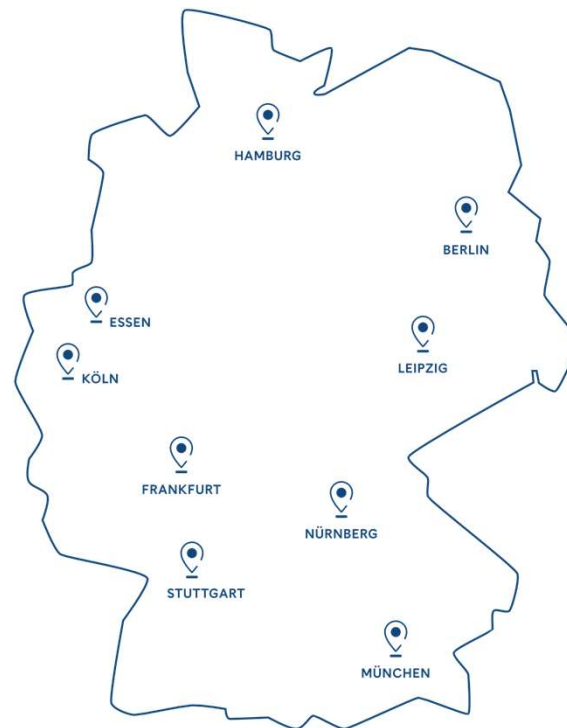 HAMBURG
BERLIN
ESSEN
LEIPZIG
KÖLN
FRANKFURT
NÜRNBERG
STUTTGART
MÜNCHEN